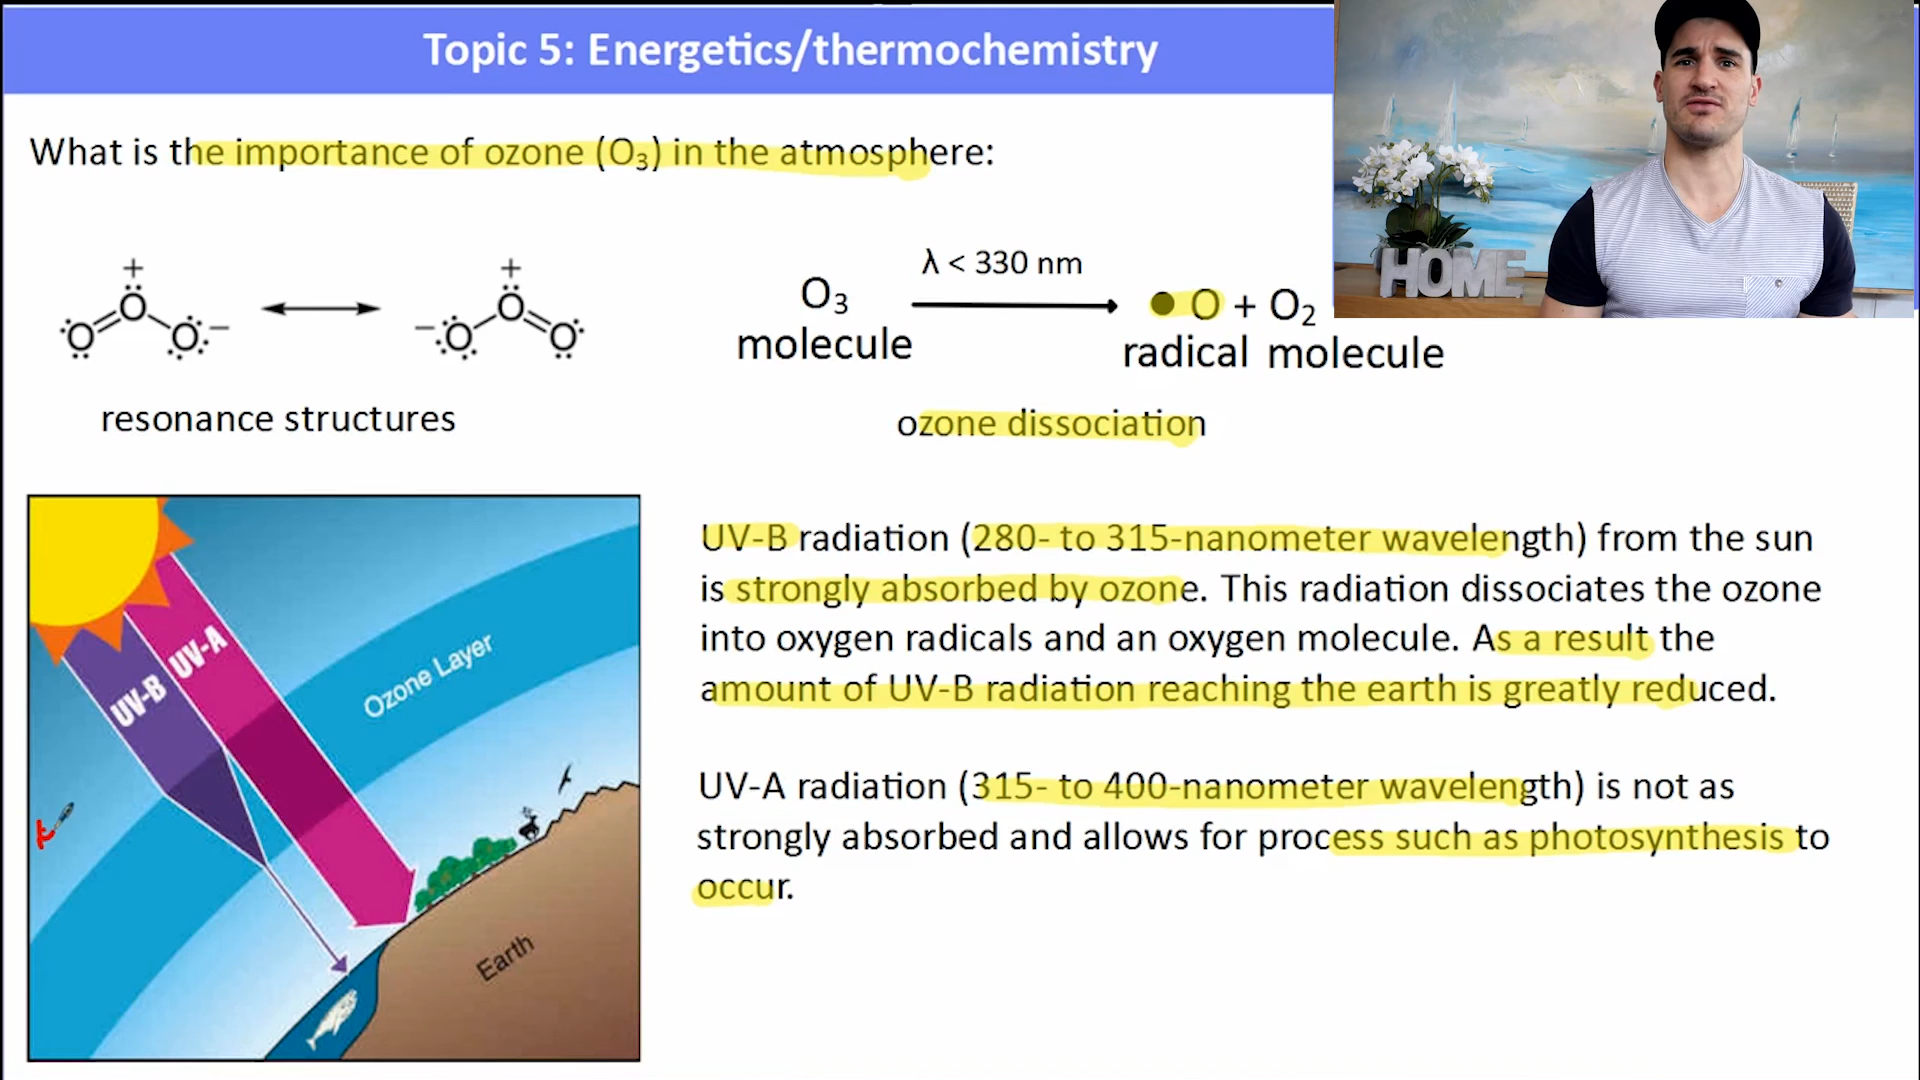 Topic 5: Energetics/thermochemistry
What is the importance of ozone (O₃) in the atmosphere:
resonance structures
λ < 330 nm
O₃ ● O + O₂
molecule radical molecule
ozone dissociation
HOME
UV-B
UV-A
Ozone Layer
Earth
UV-B radiation (280- to 315-nanometer wavelength) from the sun
is strongly absorbed by ozone. This radiation dissociates the ozone
into oxygen radicals and an oxygen molecule. As a result the
amount of UV-B radiation reaching the earth is greatly reduced.
UV-A radiation (315- to 400-nanometer wavelength) is not as
strongly absorbed and allows for process such as photosynthesis to
occur.